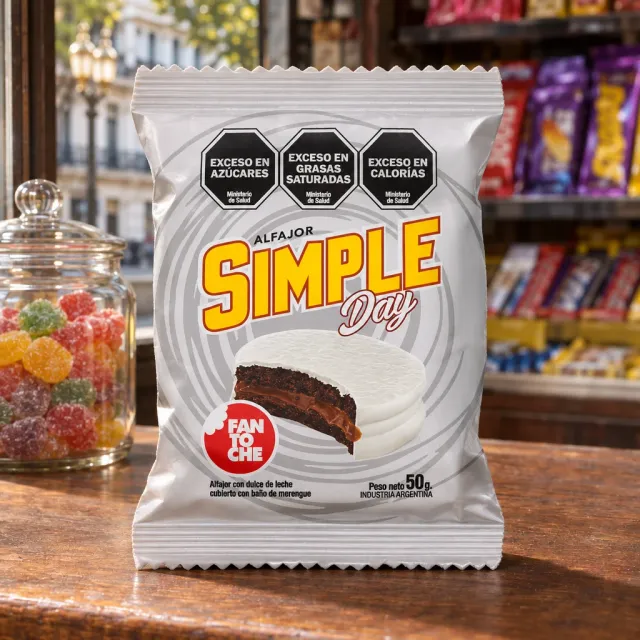 EXCESO EN
AZÚCARES
Ministerio
de Salud
EXCESO EN
GRASAS
SATURADAS
Ministerio
de Salud
EXCESO EN
CALORÍAS
Ministerio
de Salud
ALFAJOR
SIMPLE
Day
FAN
TO
CHE
Alfajor con dulce de leche
cubierto con baño de merengue
Peso neto 50g.
INDUSTRIA ARGENTINA